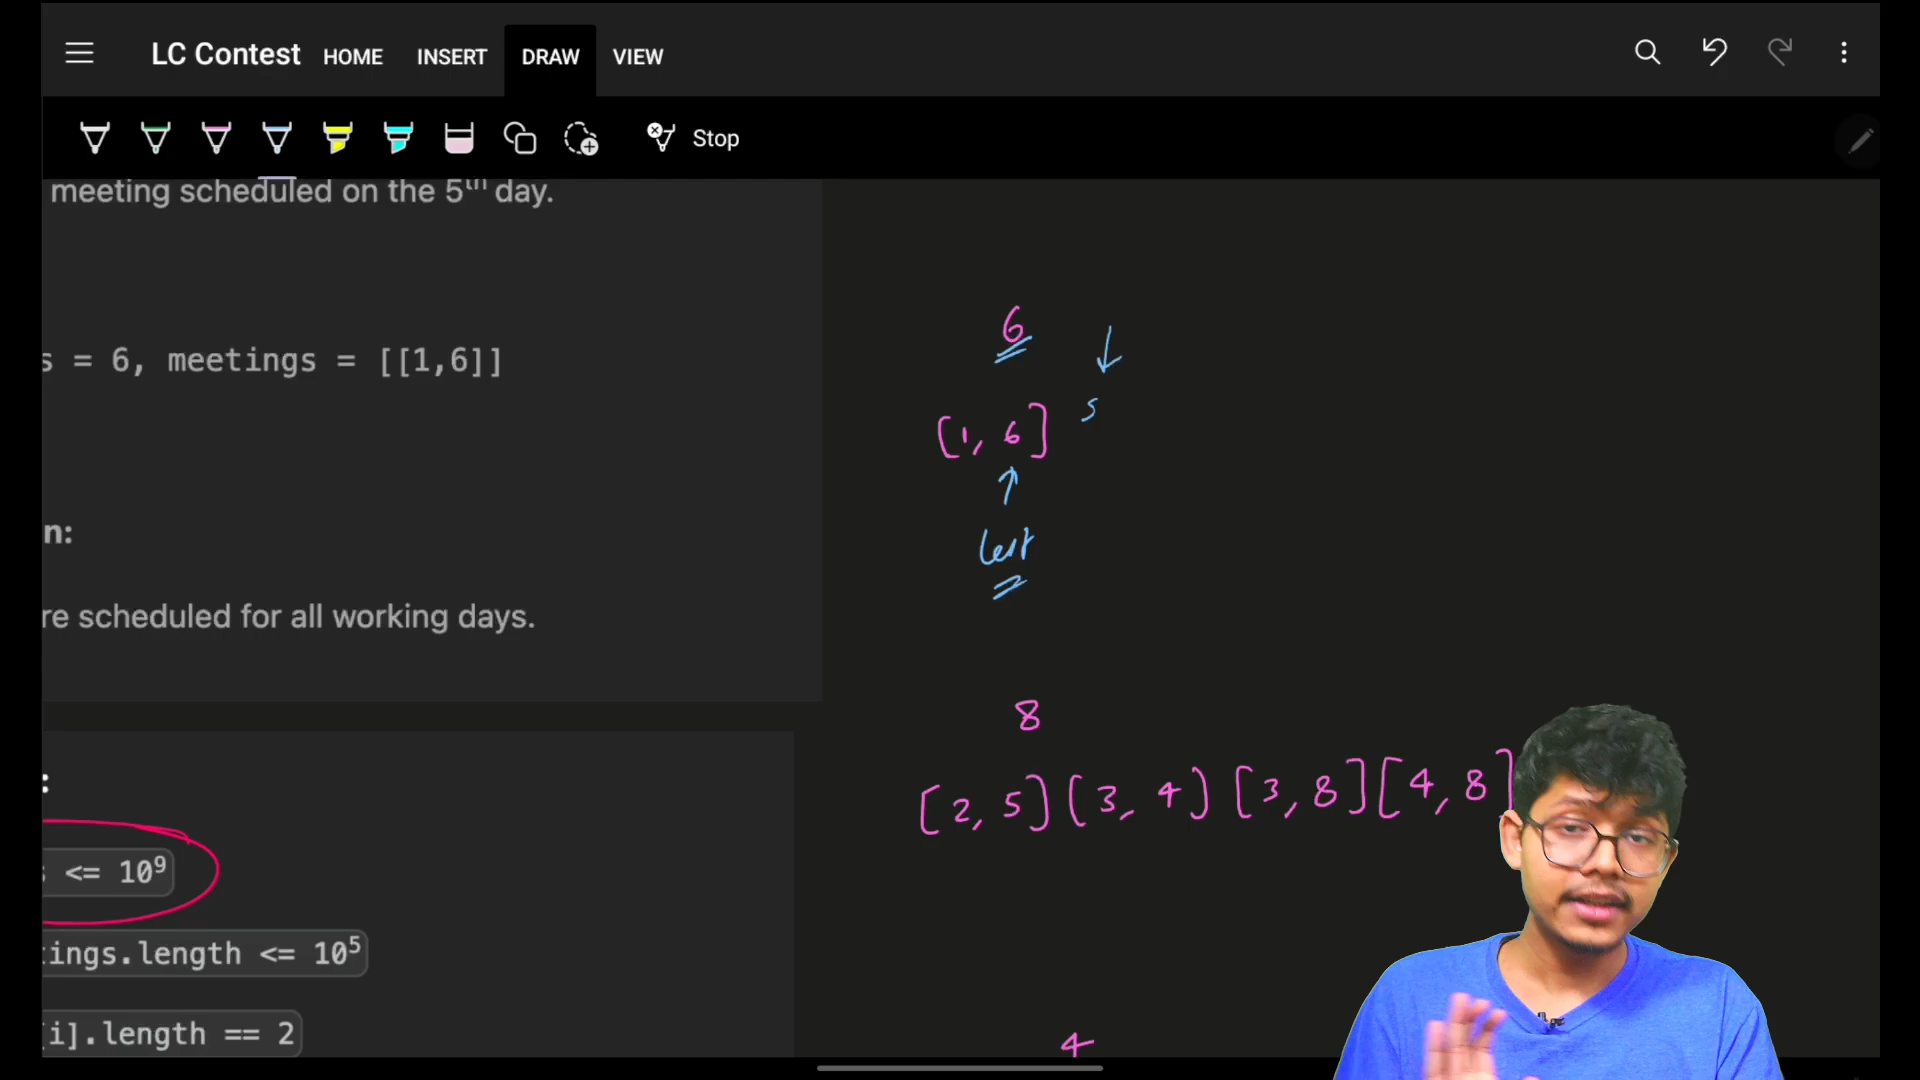 LC Contest HOME INSERT DRAW VIEW
Stop
meeting scheduled on the 5th day.
s = 6, meetings = [[1,6]]
n:
re scheduled for all working days.
:
<= 10^9
ings.length <= 10^5
[i].length == 2
6
[1, 6]
s
last
8
[2, 5] [3, 4] [3, 8] [4, 8]
4